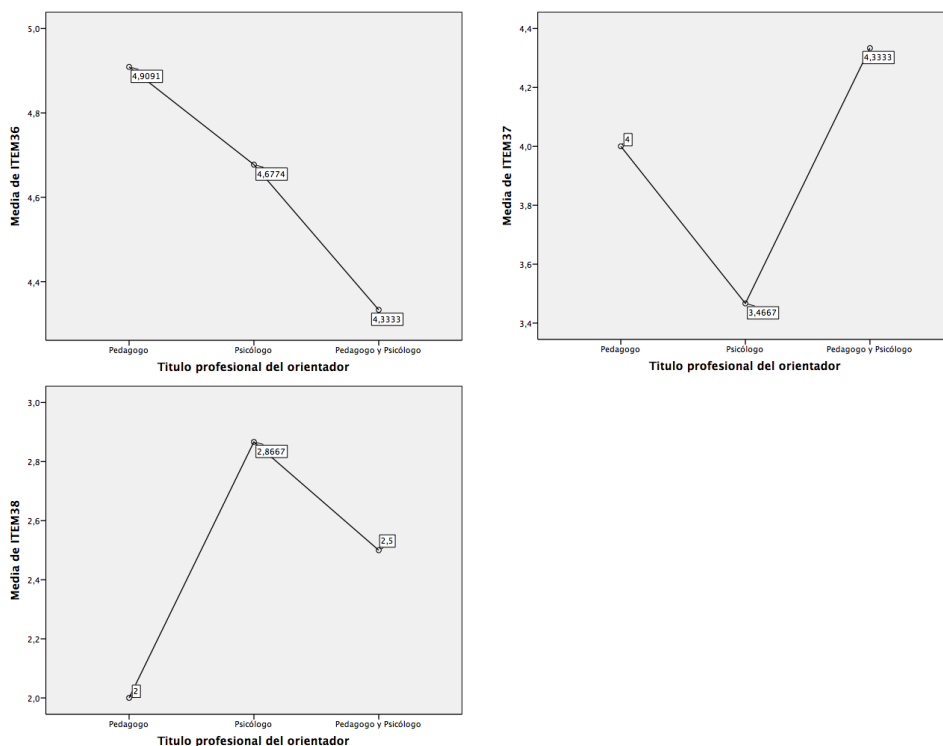 Media de ITEM36
5,0
4,8
4,6
4,4
4,9091
4,6774
4,3333
Pedagogo
Psicólogo
Pedagogo y Psicólogo
Titulo profesional del orientador
Media de ITEM37
4,4
4,2
4,0
3,8
3,6
3,4
4
3,4667
4,3333
Pedagogo
Psicólogo
Pedagogo y Psicólogo
Titulo profesional del orientador
Media de ITEM38
3,0
2,8
2,6
2,4
2,2
2,0
2
2,8667
2,5
Pedagogo
Psicólogo
Pedagogo y Psicólogo
Titulo profesional del orientador